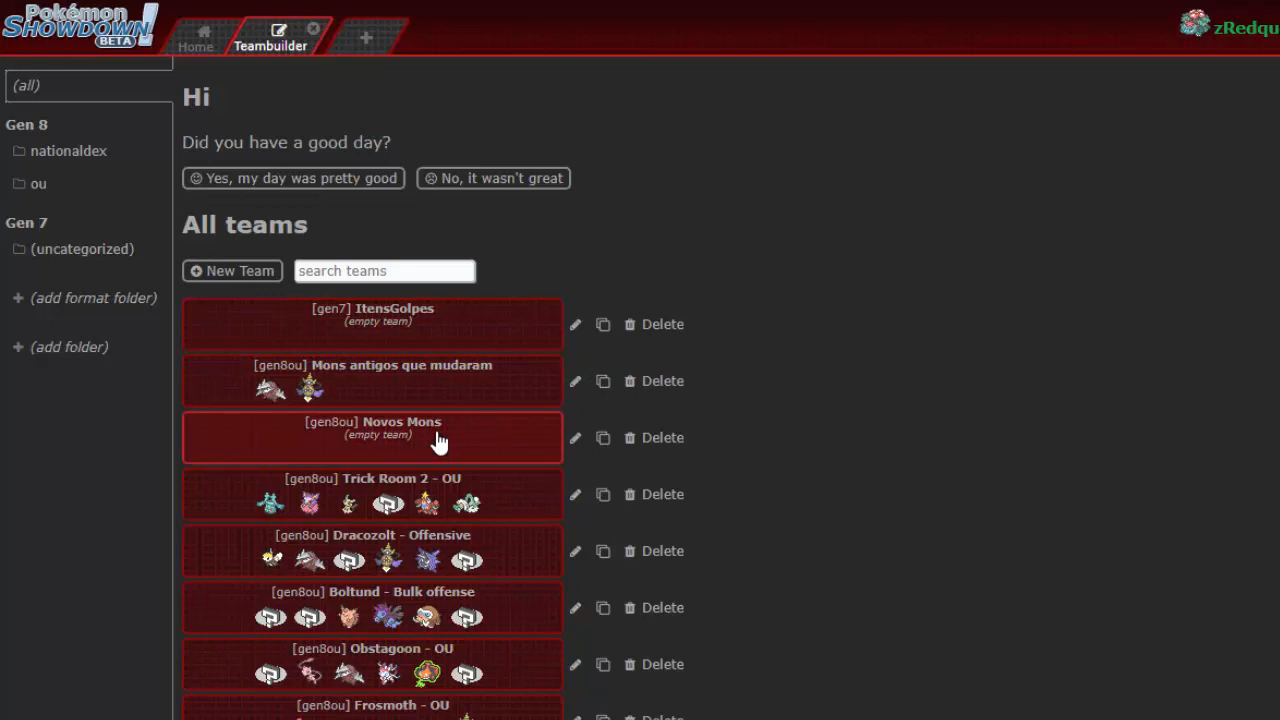 Pokémon
SHOWDOWN!
BETA
Home
Teambuilder
zRedqu
(all)
Gen 8
nationaldex
ou
Gen 7
(uncategorized)
(add format folder)
(add folder)
Hi
Did you have a good day?
Yes, my day was pretty good
No, it wasn't great
All teams
New Team
search teams
[gen7] ItensGolpes
(empty team)
Delete
[gen8ou] Mons antigos que mudaram
Delete
[gen8ou] Novos Mons
(empty team)
Delete
[gen8ou] Trick Room 2 - OU
Delete
[gen8ou] Dracozolt - Offensive
Delete
[gen8ou] Boltund - Bulk offense
Delete
[gen8ou] Obstagoon - OU
Delete
[gen8ou] Frosmoth - OU